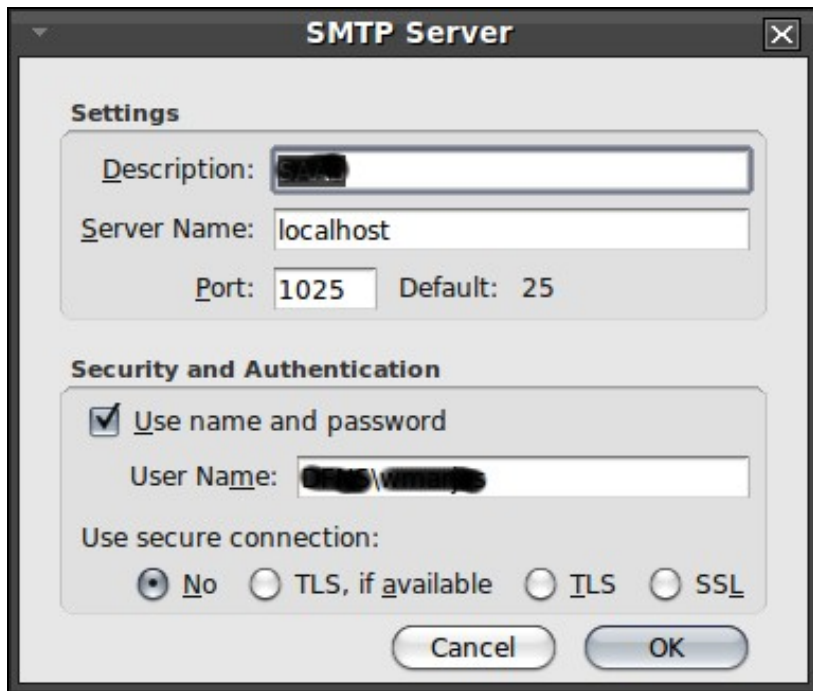 SMTP Server
Settings
Description:
Server Name: localhost
Port: 1025 Default: 25
Security and Authentication
Use name and password
User Name: \
Use secure connection:
No TLS, if available TLS SSL
Cancel OK